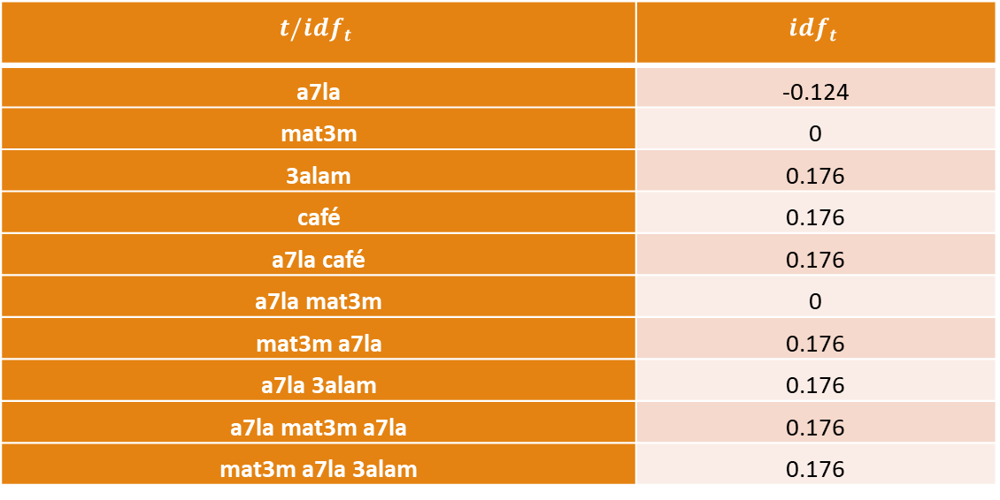 t/idf_t idf_t
a7la -0.124
mat3m 0
3alam 0.176
café 0.176
a7la café 0.176
a7la mat3m 0
mat3m a7la 0.176
a7la 3alam 0.176
a7la mat3m a7la 0.176
mat3m a7la 3alam 0.176